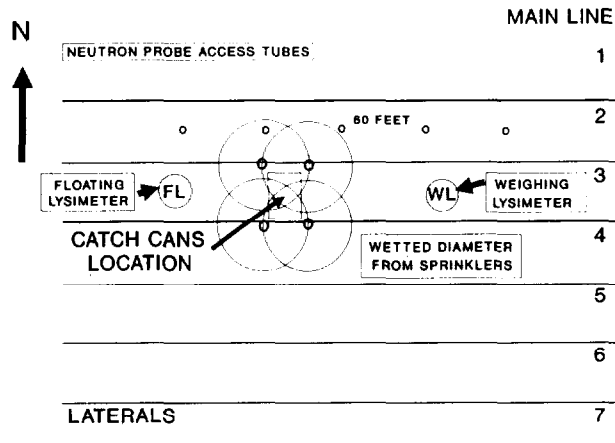 MAIN LINE
N
NEUTRON PROBE ACCESS TUBES
1
2
60 FEET
3
FLOATING
LYSIMETER
FL
WL
WEIGHING
LYSIMETER
CATCH CANS
LOCATION
WETTED DIAMETER
FROM SPRINKLERS
4
5
6
LATERALS
7